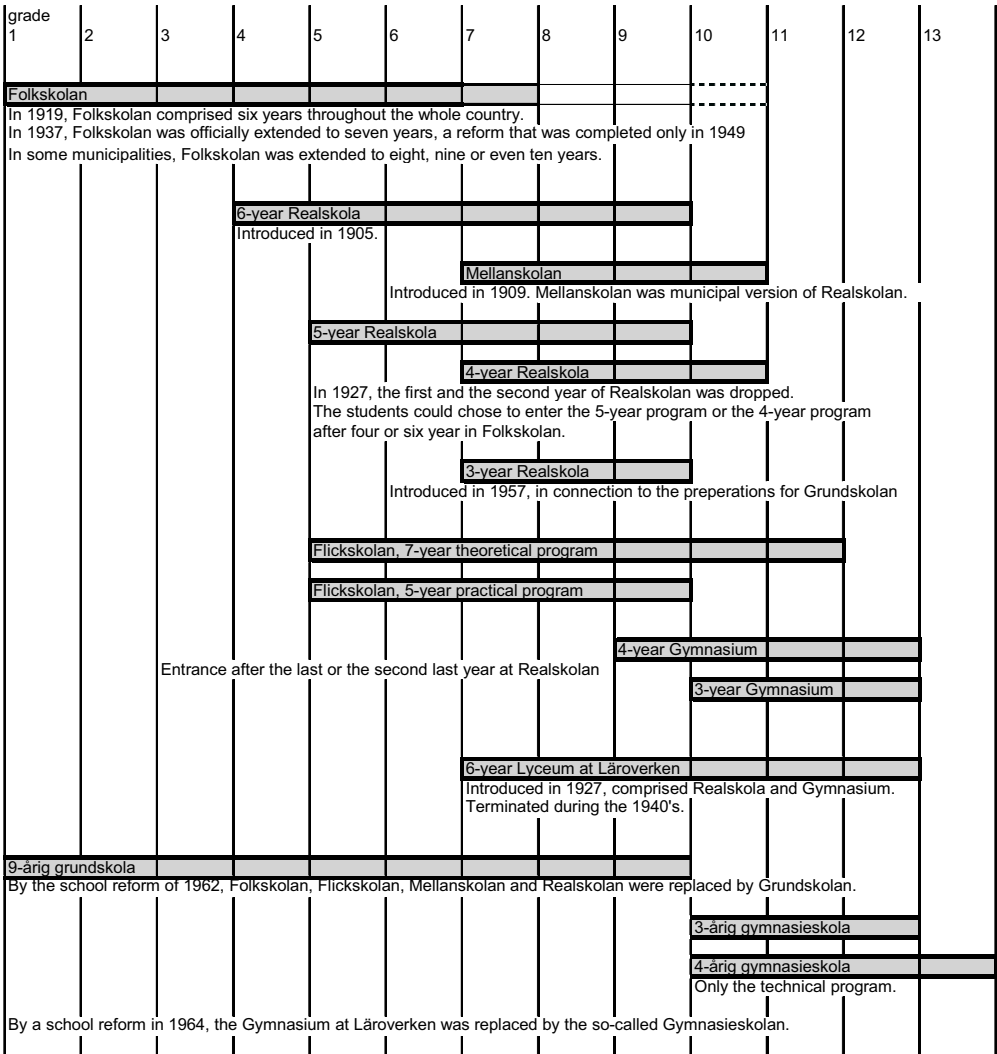 grade
1 2 3 4 5 6 7 8 9 10 11 12 13
Folkskolan
In 1919, Folkskolan comprised six years throughout the whole country.
In 1937, Folkskolan was officially extended to seven years, a reform that was completed only in 1949
In some municipalities, Folkskolan was extended to eight, nine or even ten years.
6-year Realskola
Introduced in 1905.
Mellanskolan
Introduced in 1909. Mellanskolan was municipal version of Realskolan.
5-year Realskola
4-year Realskola
In 1927, the first and the second year of Realskolan was dropped.
The students could chose to enter the 5-year program or the 4-year program
after four or six year in Folkskolan.
3-year Realskola
Introduced in 1957, in connection to the preperations for Grundskolan
Flickskolan, 7-year theoretical program
Flickskolan, 5-year practical program
4-year Gymnasium
Entrance after the last or the second last year at Realskolan
3-year Gymnasium
6-year Lyceum at Läroverken
Introduced in 1927, comprised Realskola and Gymnasium.
Terminated during the 1940's.
9-årig grundskola
By the school reform of 1962, Folkskolan, Flickskolan, Mellanskolan and Realskolan were replaced by Grundskolan.
3-årig gymnasieskola
4-årig gymnasieskola
Only the technical program.
By a school reform in 1964, the Gymnasium at Läroverken was replaced by the so-called Gymnasieskolan.